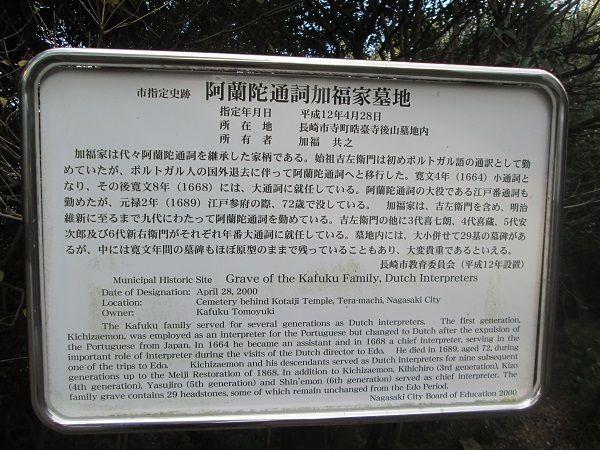 市指定史跡 阿蘭陀通詞加福家墓地
指定年月日 平成12年4月28日
所在地 長崎市寺町晧臺寺後山墓地内
所有者 加福 共之
加福家は代々阿蘭陀通詞を継承した家柄である。始祖吉左衛門は初めポルトガル語の通訳として勤
めていたが、ポルトガル人の国外退去に伴って阿蘭陀通詞へと移行した。寛文4年（1664）小通詞と
なり、その後寛文8年（1668）には、大通詞に就任している。阿蘭陀通詞の大役である江戸番通詞も
勤めたが、元禄2年（1689）江戸参府の際、72歳で没している。 加福家は、吉左衛門を含め、明治
維新に至るまで九代にわたって阿蘭陀通詞を勤めている。吉左衛門の他に3代喜七朗、4代喜蔵、5代安
次郎及び6代新右衛門がそれぞれ年番大通詞に就任している。墓地内には、大小併せて29基の墓碑があ
るが、中には寛文年間の墓碑もほぼ原型のままで残っていることもあり、大変貴重であるといえる。
長崎市教育委員会（平成12年設置）
Municipal Historic Site Grave of the Kafuku Family, Dutch Interpreters
Date of Designation: April 28, 2000
Location: Cemetery behind Kotaiji Temple, Tera-machi, Nagasaki City
Owner: Kafuku Tomoyuki
The Kafuku family served for several generations as Dutch interpreters. The first generation,
Kichizaemon, was employed as an interpreter for the Portuguese but changed to Dutch after the expulsion of
the Portuguese from Japan. In 1664 he became an assistant and in 1668 a chief interpreter, serving in the
important role of interpreter during the visits of the Dutch director to Edo. He died in 1689, aged 72, during
one of the trips to Edo. Kichizaemon and his descendants served as Dutch interpreters for nine subsequent
generations up to the Meiji Restoration of 1868. In addition to Kichizaemon, Kihichiro (3rd generation), Kizo
(4th generation), Yasujiro (5th generation) and Shin'emon (6th generation) served as chief interpreter. The
family grave contains 29 headstones, some of which remain unchanged from the Edo Period.
Nagasaki City Board of Education 2000